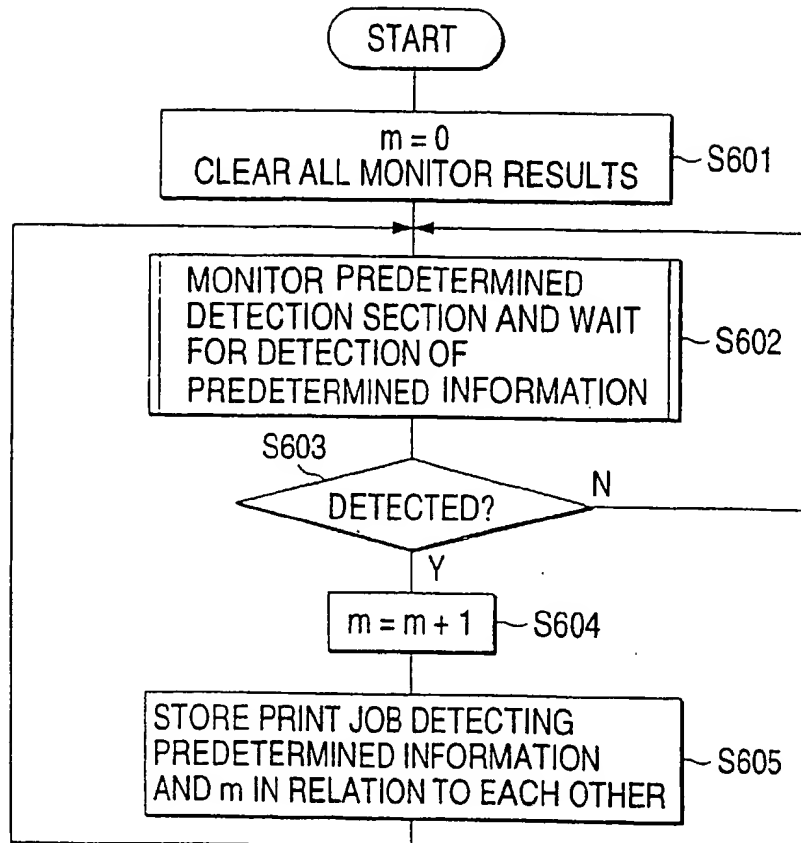 START
m = 0
CLEAR ALL MONITOR RESULTS
S601
MONITOR PREDETERMINED
DETECTION SECTION AND WAIT
FOR DETECTION OF
PREDETERMINED INFORMATION
S602
S603
DETECTED?
N
Y
m = m + 1
S604
STORE PRINT JOB DETECTING
PREDETERMINED INFORMATION
AND m IN RELATION TO EACH OTHER
S605